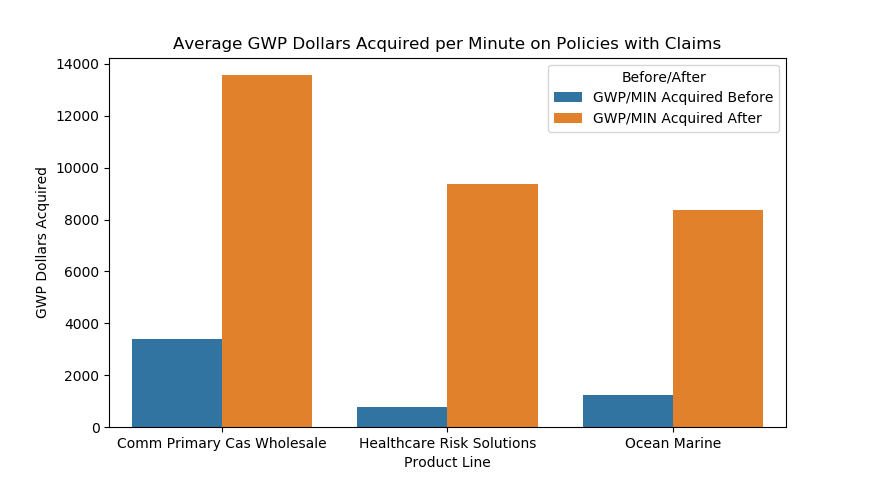 Average GWP Dollars Acquired per Minute on Policies with Claims
Before/After
GWP/MIN Acquired Before
GWP/MIN Acquired After
GWP Dollars Acquired
14000
12000
10000
8000
6000
4000
2000
0
Comm Primary Cas Wholesale
Healthcare Risk Solutions
Ocean Marine
Product Line